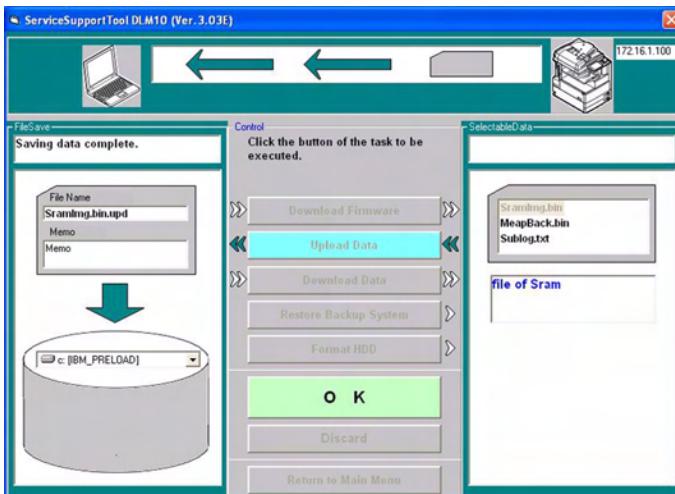 ServiceSupportTool DLM10 (Ver. 3.03E)
172.16.1.100
FileSave
Saving data complete.
File Name
SramImg.bin.upd
Memo
Memo
c: [IBM_PRELOAD]
Control
Click the button of the task to be
executed.
Download Firmware
Upload Data
Download Data
Restore Backup System
Format HDD
O K
Discard
Return to Main Menu
SelectableData
SramImg.bin
MeapBack.bin
Sublog.txt
file of Sram